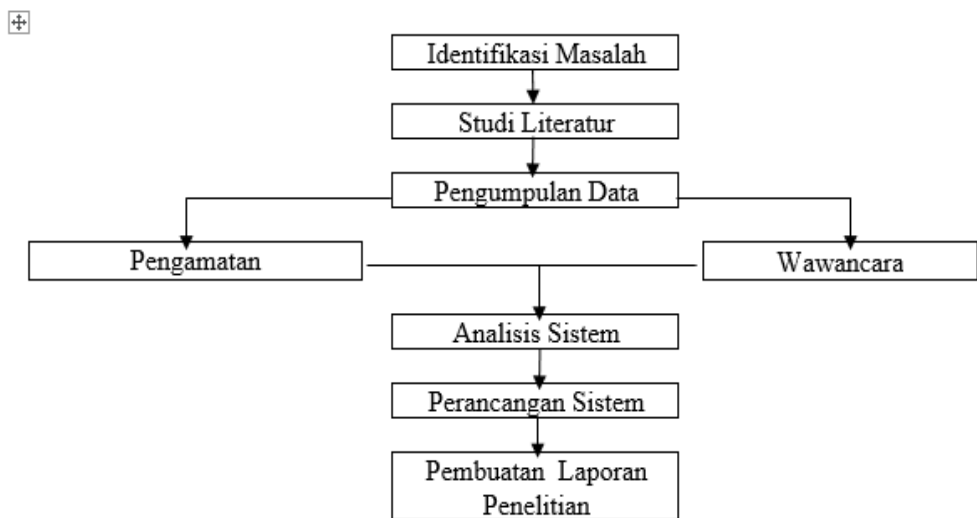 Identifikasi Masalah
Studi Literatur
Pengumpulan Data
Pengamatan
Wawancara
Analisis Sistem
Perancangan Sistem
Pembuatan Laporan
Penelitian